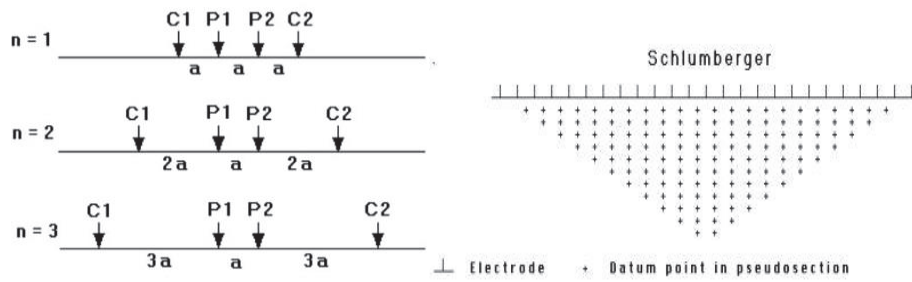 C1 P1 P2 C2
n = 1
a a a
C1 P1 P2 C2
n = 2
2a a 2a
C1 P1 P2 C2
n = 3
3a a 3a
Schlumberger
Electrode + Datum point in pseudosection